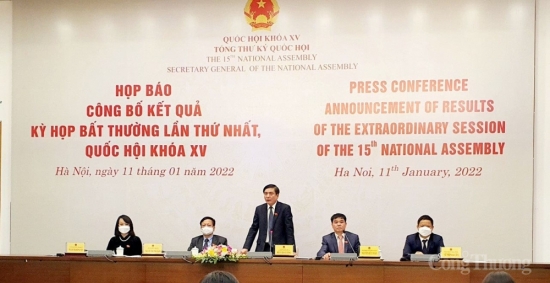 QUỐC HỘI KHÓA XV
TỔNG THƯ KÝ QUỐC HỘI
THE 15TH NATIONAL ASSEMBLY
SECRETARY GENERAL OF THE NATIONAL ASSEMBLY
HỌP BÁO
CÔNG BỐ KẾT QUẢ
KỲ HỌP BẤT THƯỜNG LẦN THỨ NHẤT,
QUỐC HỘI KHÓA XV
Hà Nội, ngày 11 tháng 01 năm 2022
PRESS CONFERENCE
ANNOUNCEMENT OF RESULTS
OF THE EXTRAORDINARY SESSION
OF THE 15th NATIONAL ASSEMBLY
Ha Noi, 11th January, 2022
CôngThương